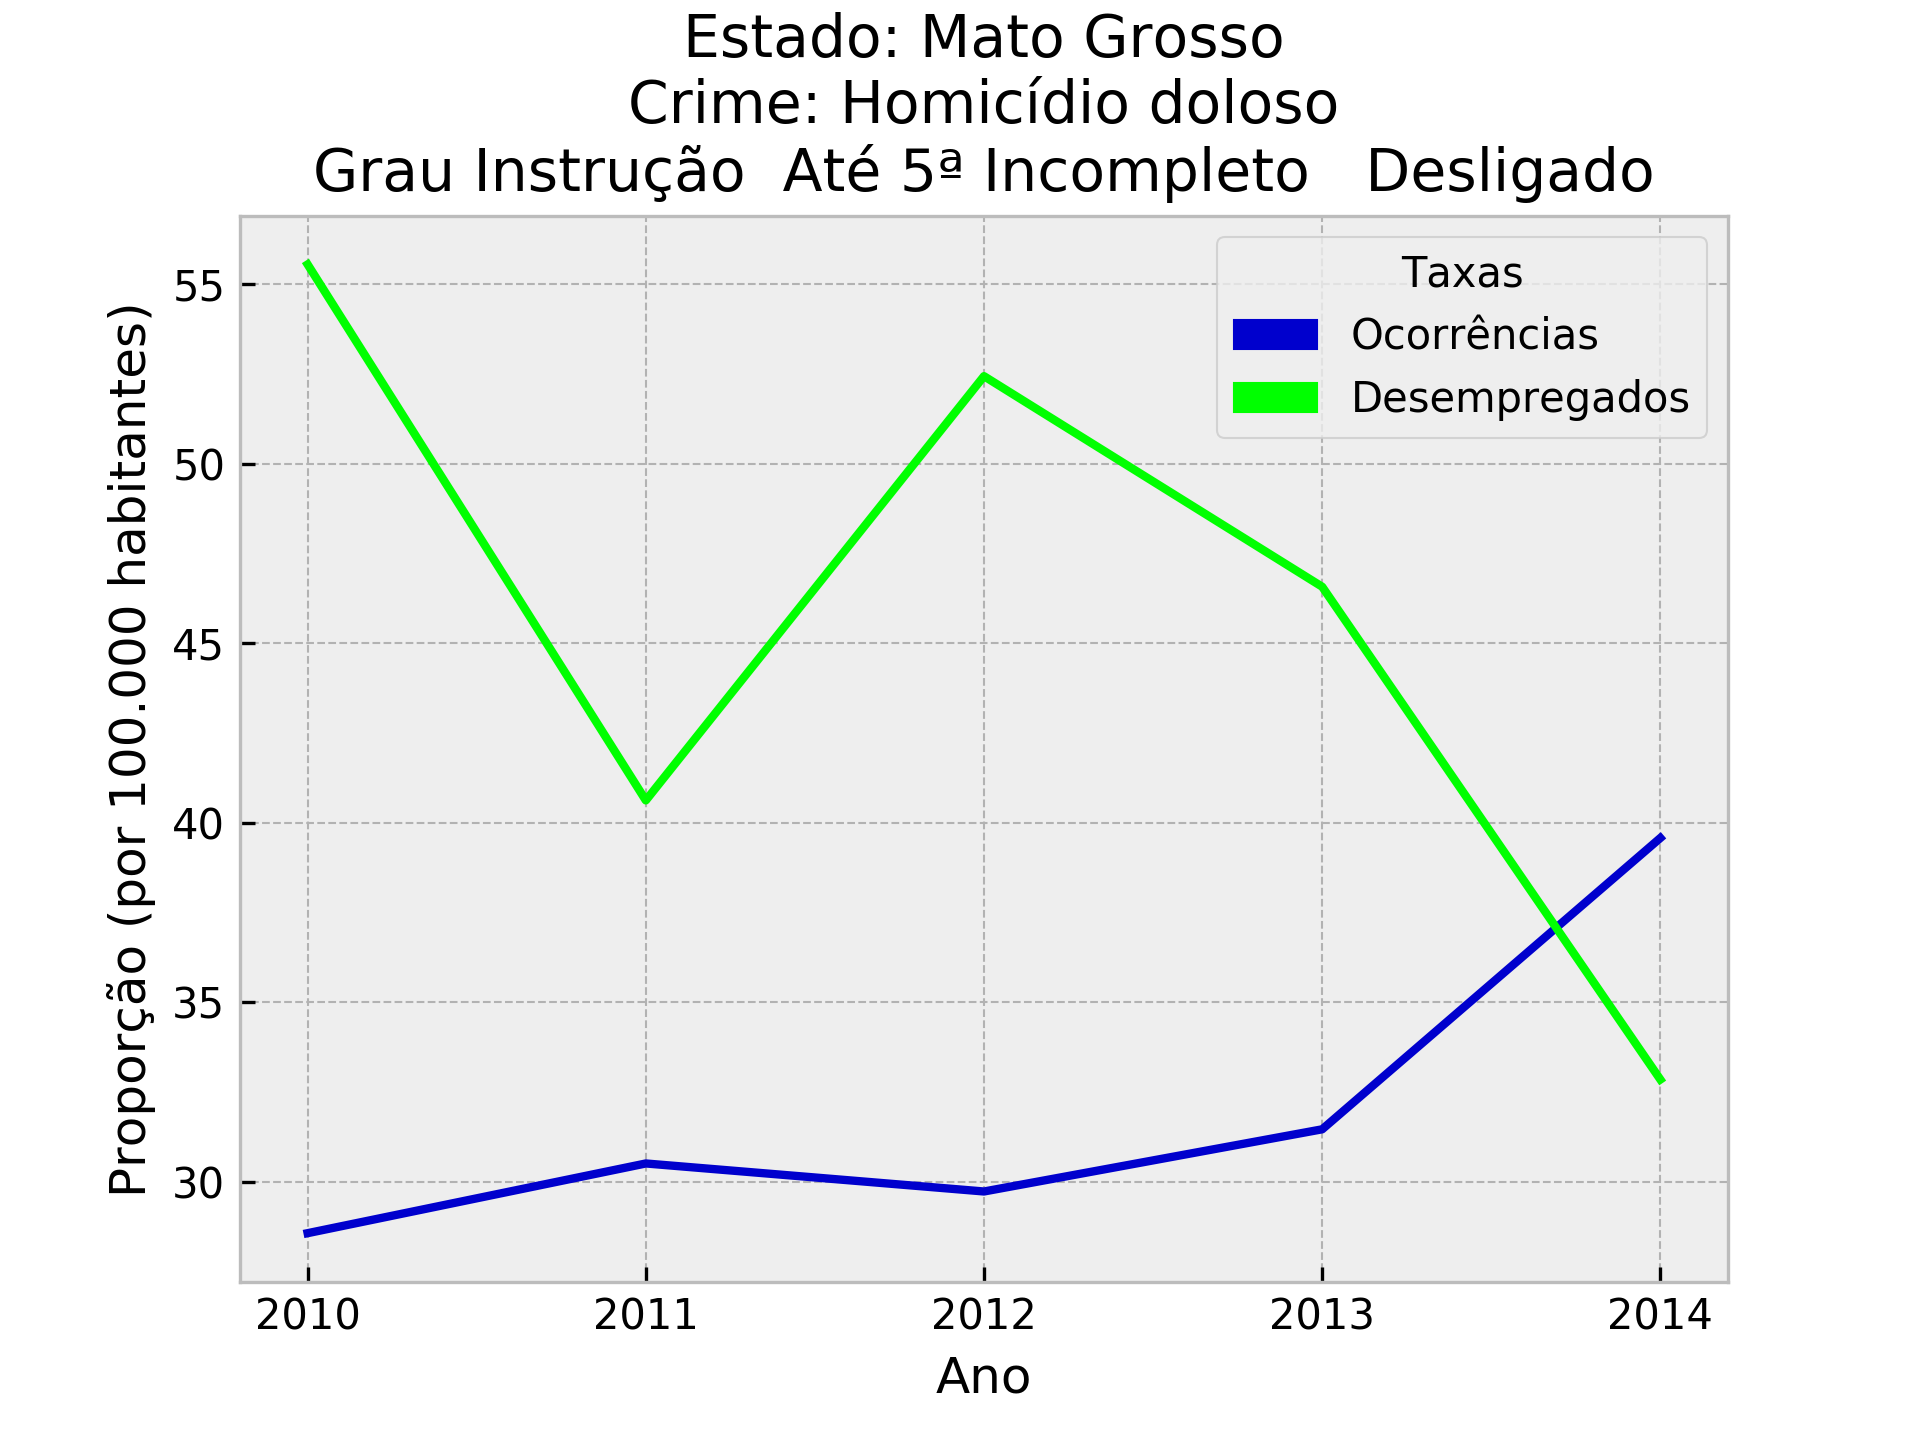 Estado: Mato Grosso
Crime: Homicídio doloso
Grau Instrução  Até 5ª Incompleto   Desligado
Taxas
Ocorrências
Desempregados
Proporção (por 100.000 habitantes)
55
50
45
40
35
30
2010 2011 2012 2013 2014
Ano